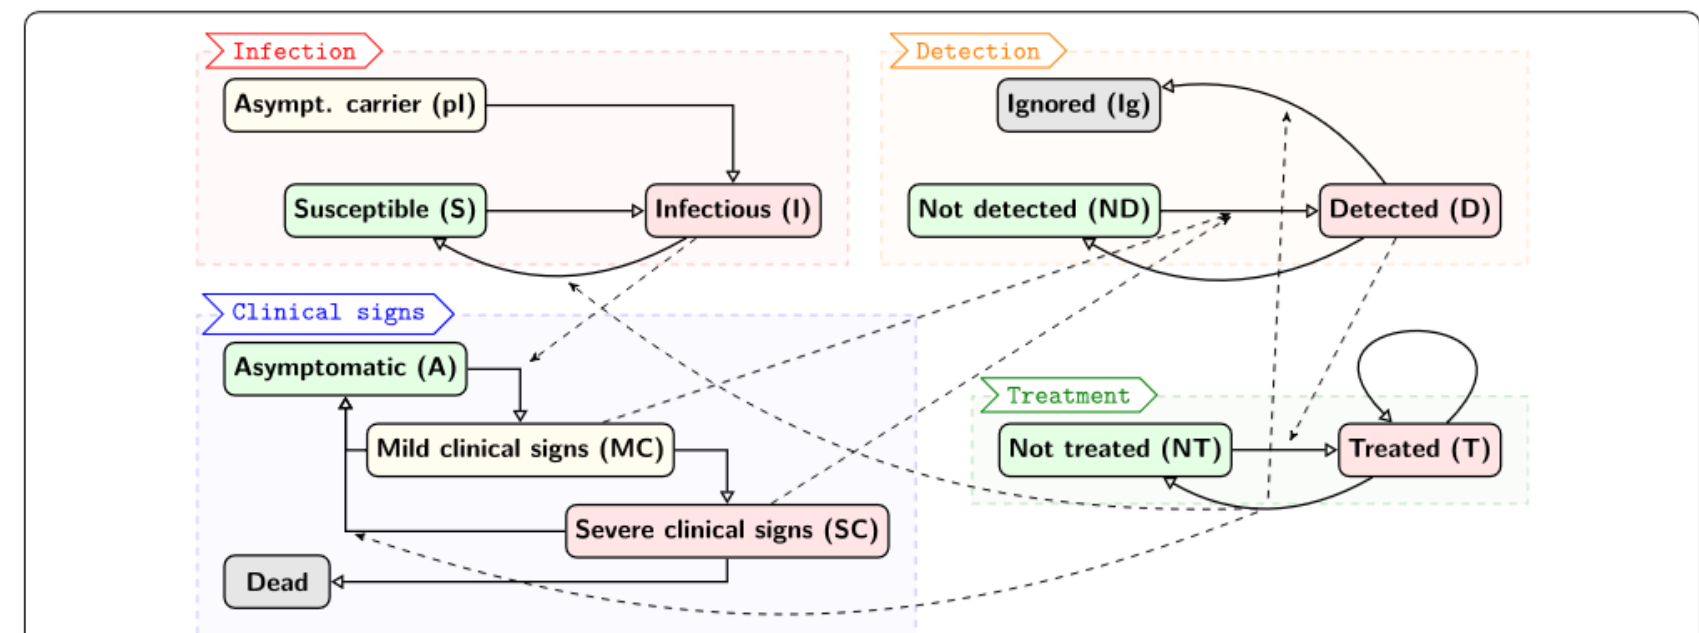 Infection
Asympt. carrier (pI)
Susceptible (S)
Infectious (I)
Detection
Ignored (Ig)
Not detected (ND)
Detected (D)
Clinical signs
Asymptomatic (A)
Mild clinical signs (MC)
Severe clinical signs (SC)
Dead
Treatment
Not treated (NT)
Treated (T)